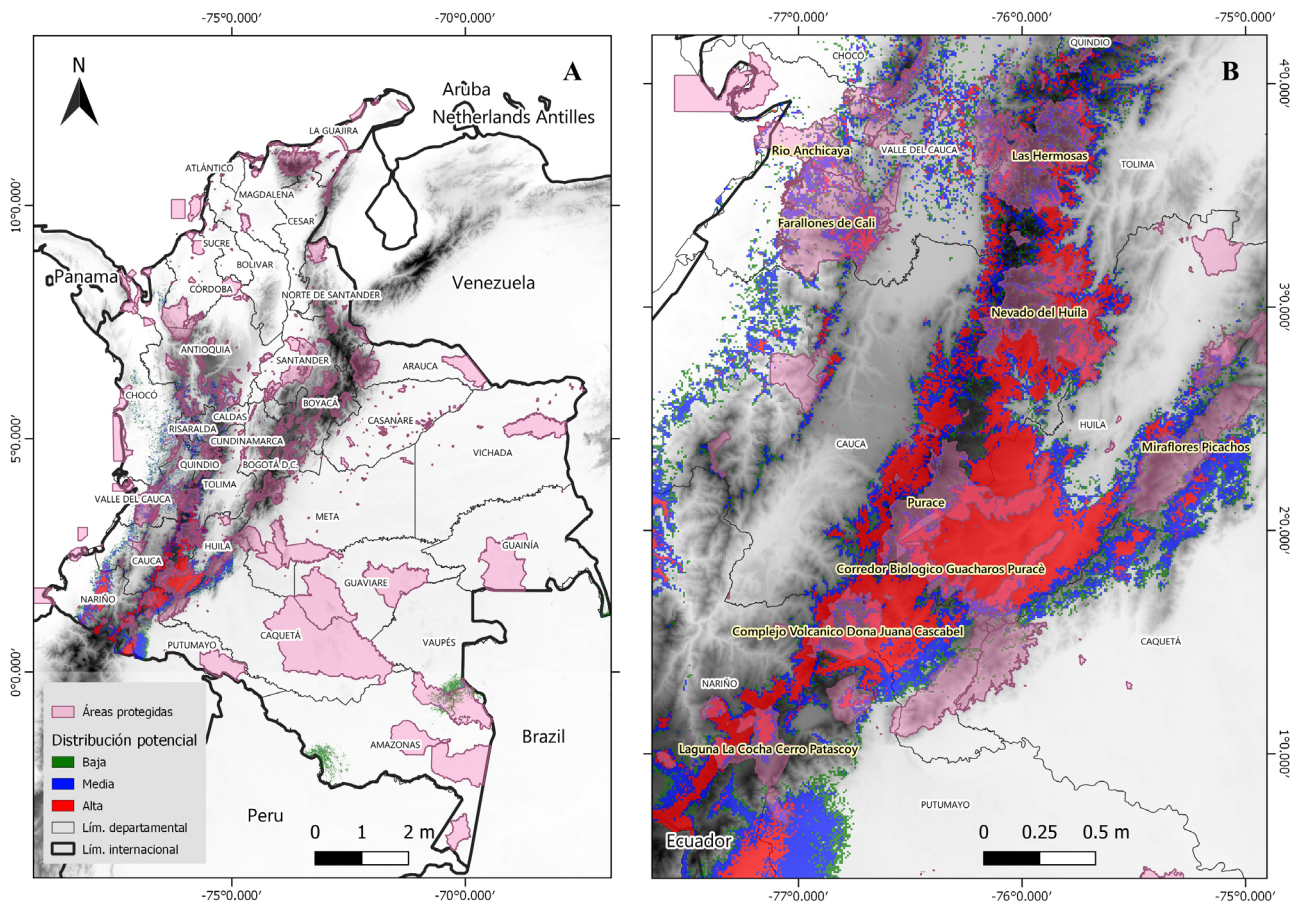 -75°0.000′
-70°0.000′
N
A
Aruba
Netherlands Antilles
LA GUAJIRA
ATLÁNTICO
MAGDALENA
CESAR
10°0.000′
SUCRE
BOLIVAR
Panama
CÓRDOBA
NORTE DE SANTANDER
Venezuela
ANTIOQUIA
SANTANDER
ARAUCA
CHOCÓ
BOYACÁ
CALDAS
CASANARE
RISARALDA
CUNDINAMARCA
5°0.000′
VICHADA
QUINDIO
BOGOTÁ D.C.
TOLIMA
VALLE DEL CAUCA
META
CAUCA
HUILA
GUAINÍA
GUAVIARE
NARIÑO
CAQUETÁ
VAUPÉS
PUTUMAYO
0°0.000′
AMAZONAS
Brazil
Peru
Áreas protegidas
Distribución potencial
Baja
Media
Alta
Lím. departamental
Lím. internacional
0 1 2 m
-75°0.000′
-70°0.000′
-77°0.000′
-76°0.000′
-75°0.000′
B
QUINDIO
CHOCÓ
4°0.000′
Rio Anchicaya
VALLE DEL CAUCA
Las Hermosas
TOLIMA
Farallones de Cali
3°0.000′
Nevado del Huila
HUILA
CAUCA
Miraflores Picachos
Purace
2°0.000′
Corredor Biologico Guacharos Puracè
Complejo Volcanico Dona Juana Cascabel
CAQUETÁ
NARIÑO
Laguna La Cocha Cerro Patascoy
1°0.000′
PUTUMAYO
Ecuador
0 0.25 0.5 m
-77°0.000′
-76°0.000′
-75°0.000′